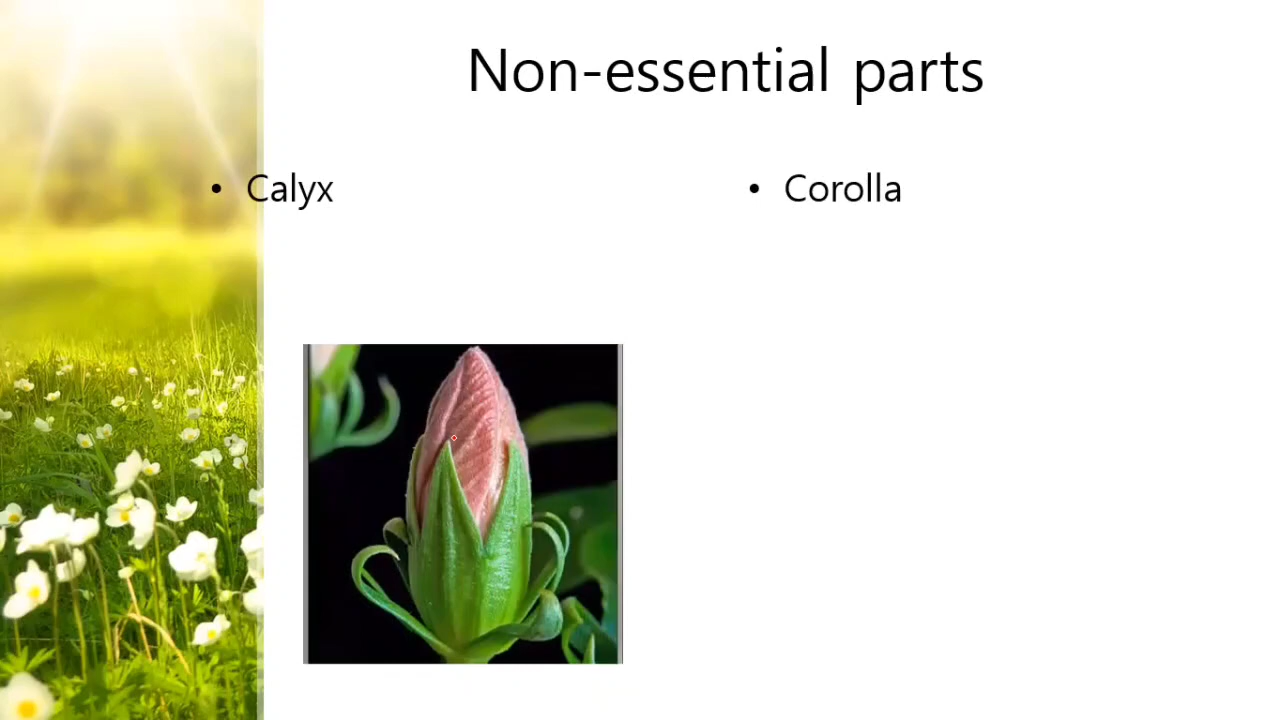 Non-essential parts
• Calyx
• Corolla